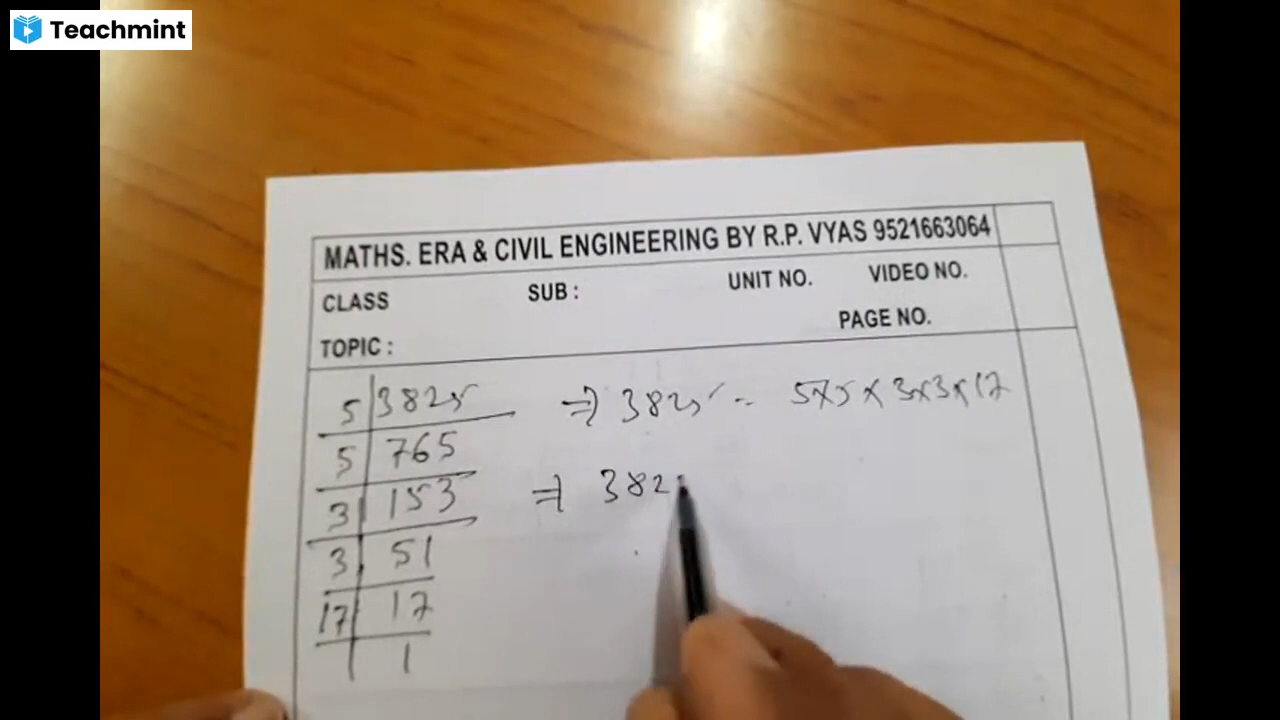 Teachmint
MATHS. ERA & CIVIL ENGINEERING BY R.P. VYAS 9521663064
CLASS SUB : UNIT NO. VIDEO NO.
PAGE NO.
TOPIC :
5 3825 ⇒ 3825 = 5×5×3×3×17
5 765
3 153 ⇒ 382
3 51
17 17
1 1